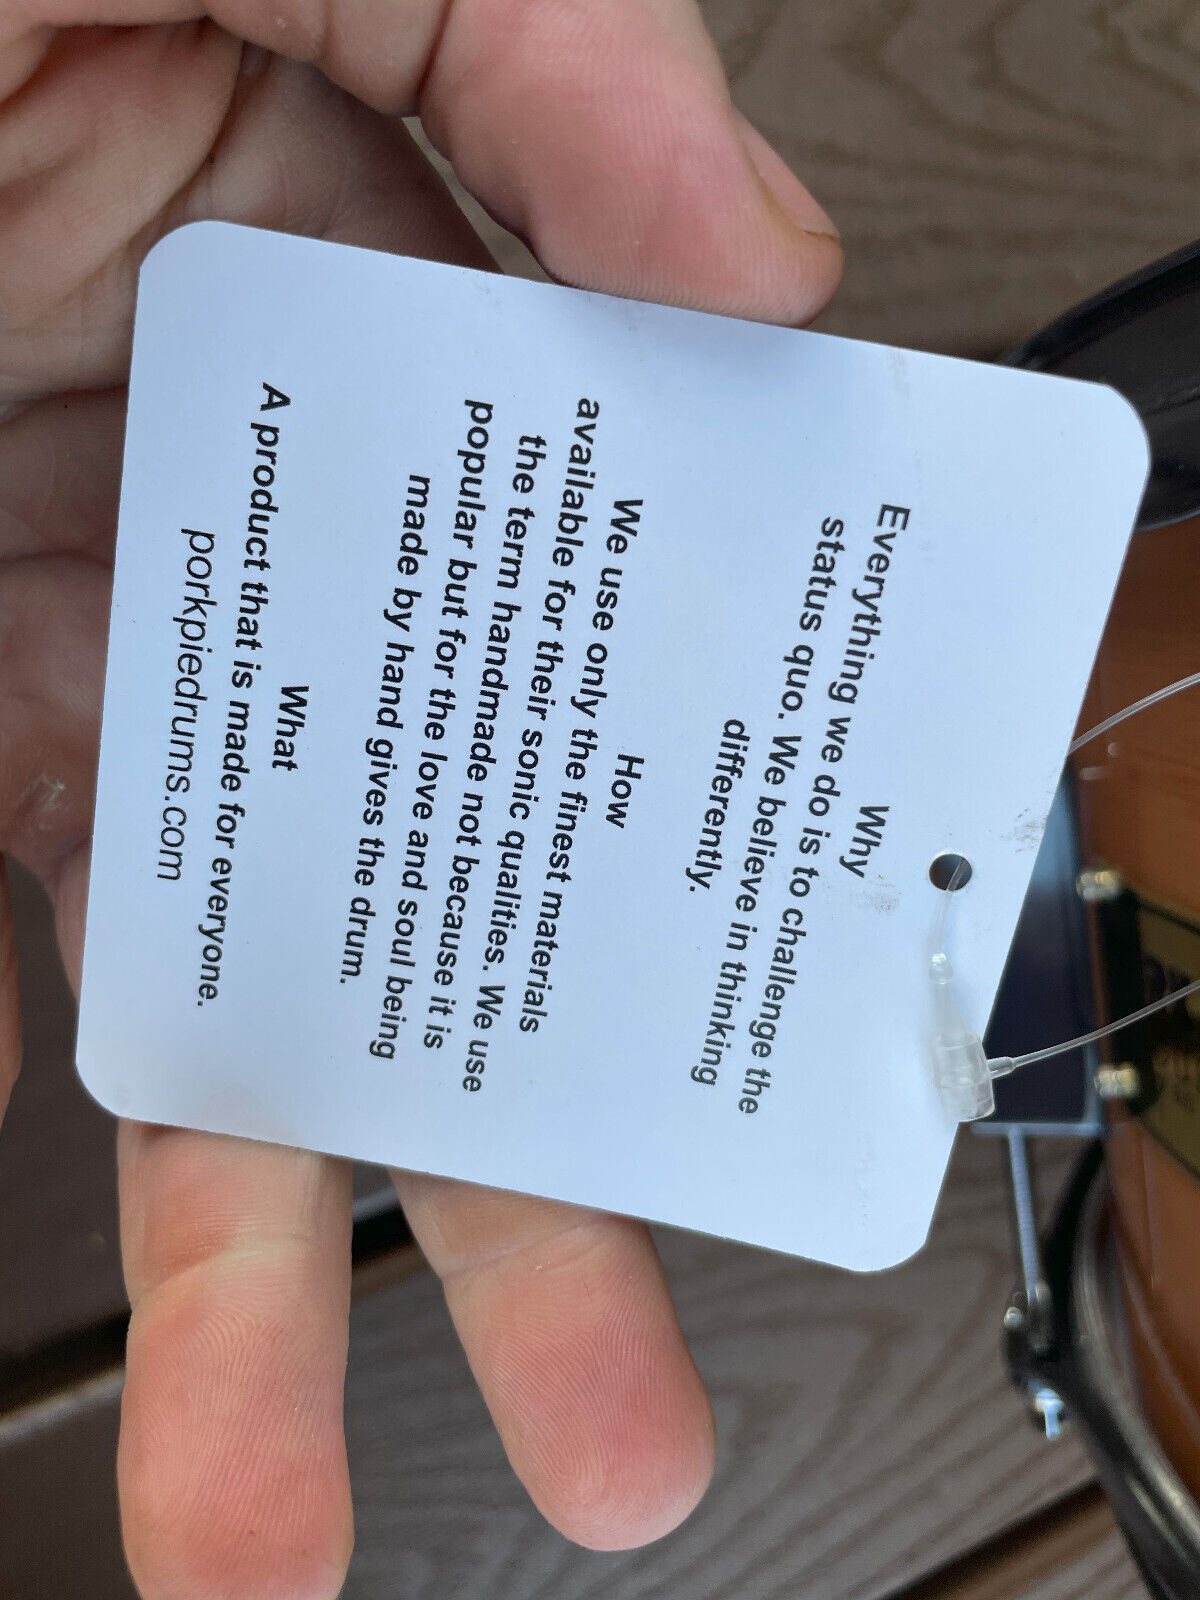 Why
Everything we do is to challenge the
status quo. We believe in thinking
differently.
How
We use only the finest materials
available for their sonic qualities. We use
the term handmade not because it is
popular but for the love and soul being
made by hand gives the drum.
What
A product that is made for everyone.
porkpiedrums.com